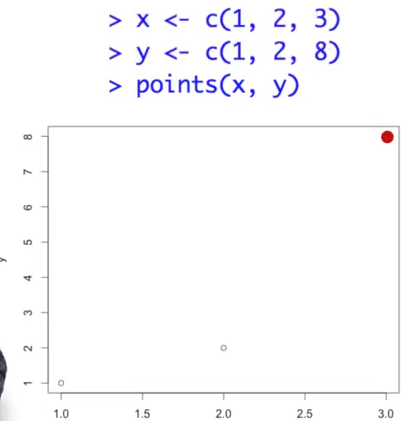 > x <- c(1, 2, 3)
> y <- c(1, 2, 8)
> points(x, y)
8
7
6
5
4
3
2
1
y
1.0 1.5 2.0 2.5 3.0